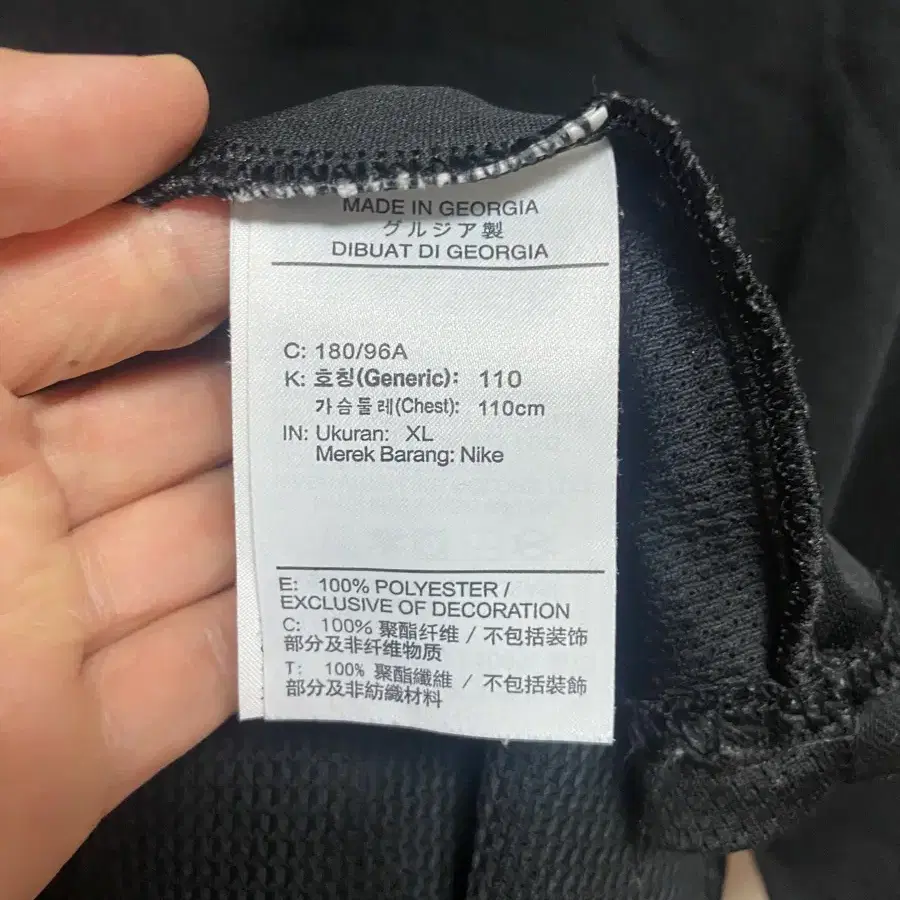 MADE IN GEORGIA
グルジア製
DIBUAT DI GEORGIA
C: 180/96A
K: 호칭(Generic): 110
가슴둘레(Chest): 110cm
IN: Ukuran: XL
Merek Barang: Nike
E: 100% POLYESTER /
EXCLUSIVE OF DECORATION
C: 100% 聚酯纤维 / 不包括装饰
部分及非纤维物质
T: 100% 聚酯纖維 / 不包括裝飾
部分及非紡織材料